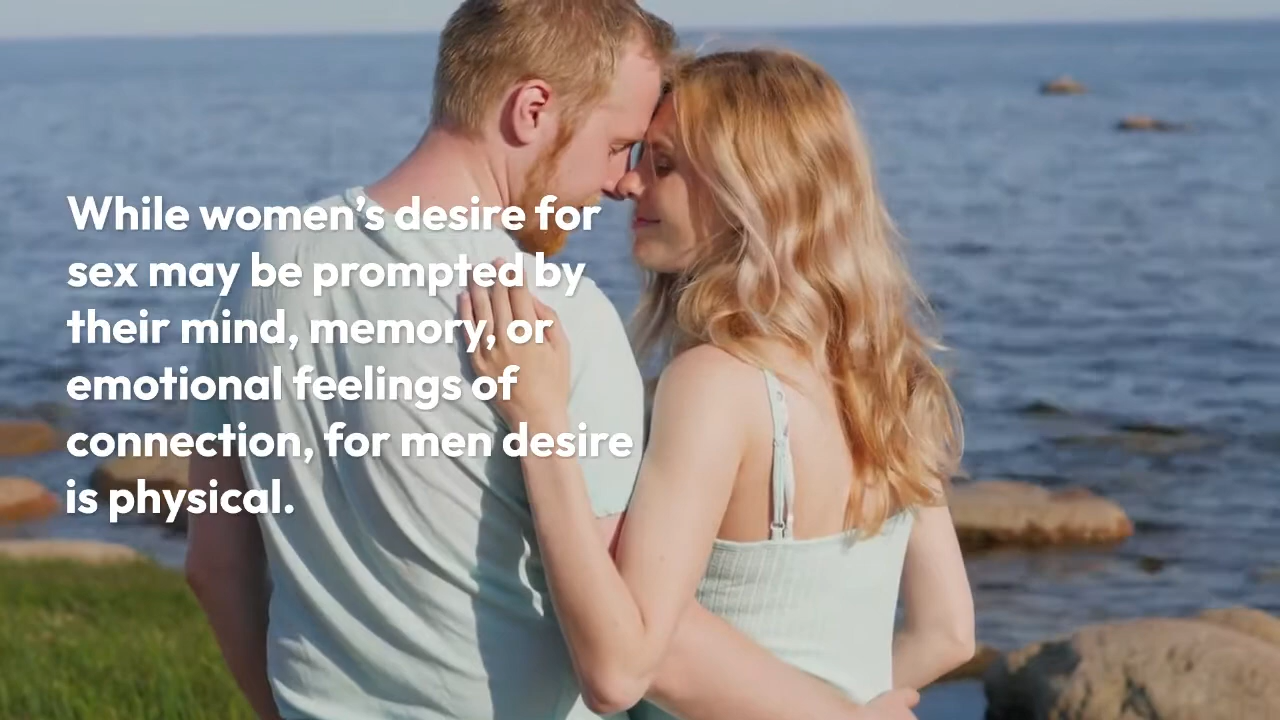 While women’s desire for
sex may be prompted by
their mind, memory, or
emotional feelings of
connection, for men desire
is physical.